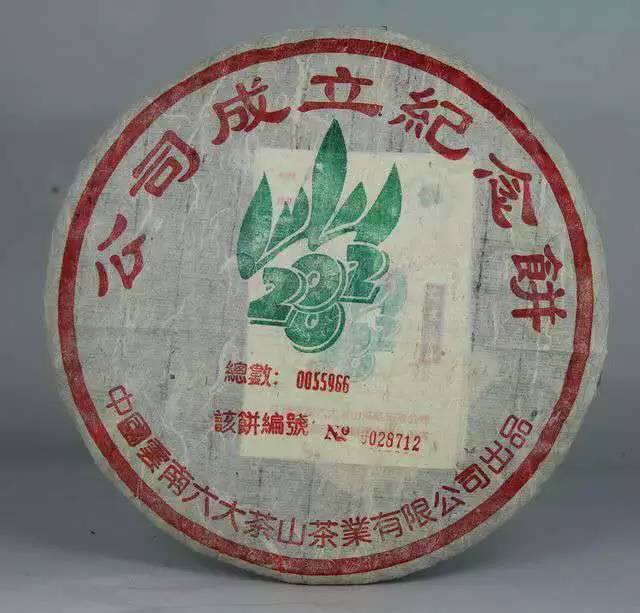 公司成立紀念餅
2002
總數: 0055966
該餅編號 Nº 0028712
中國雲南六大茶山茶業有限公司出品